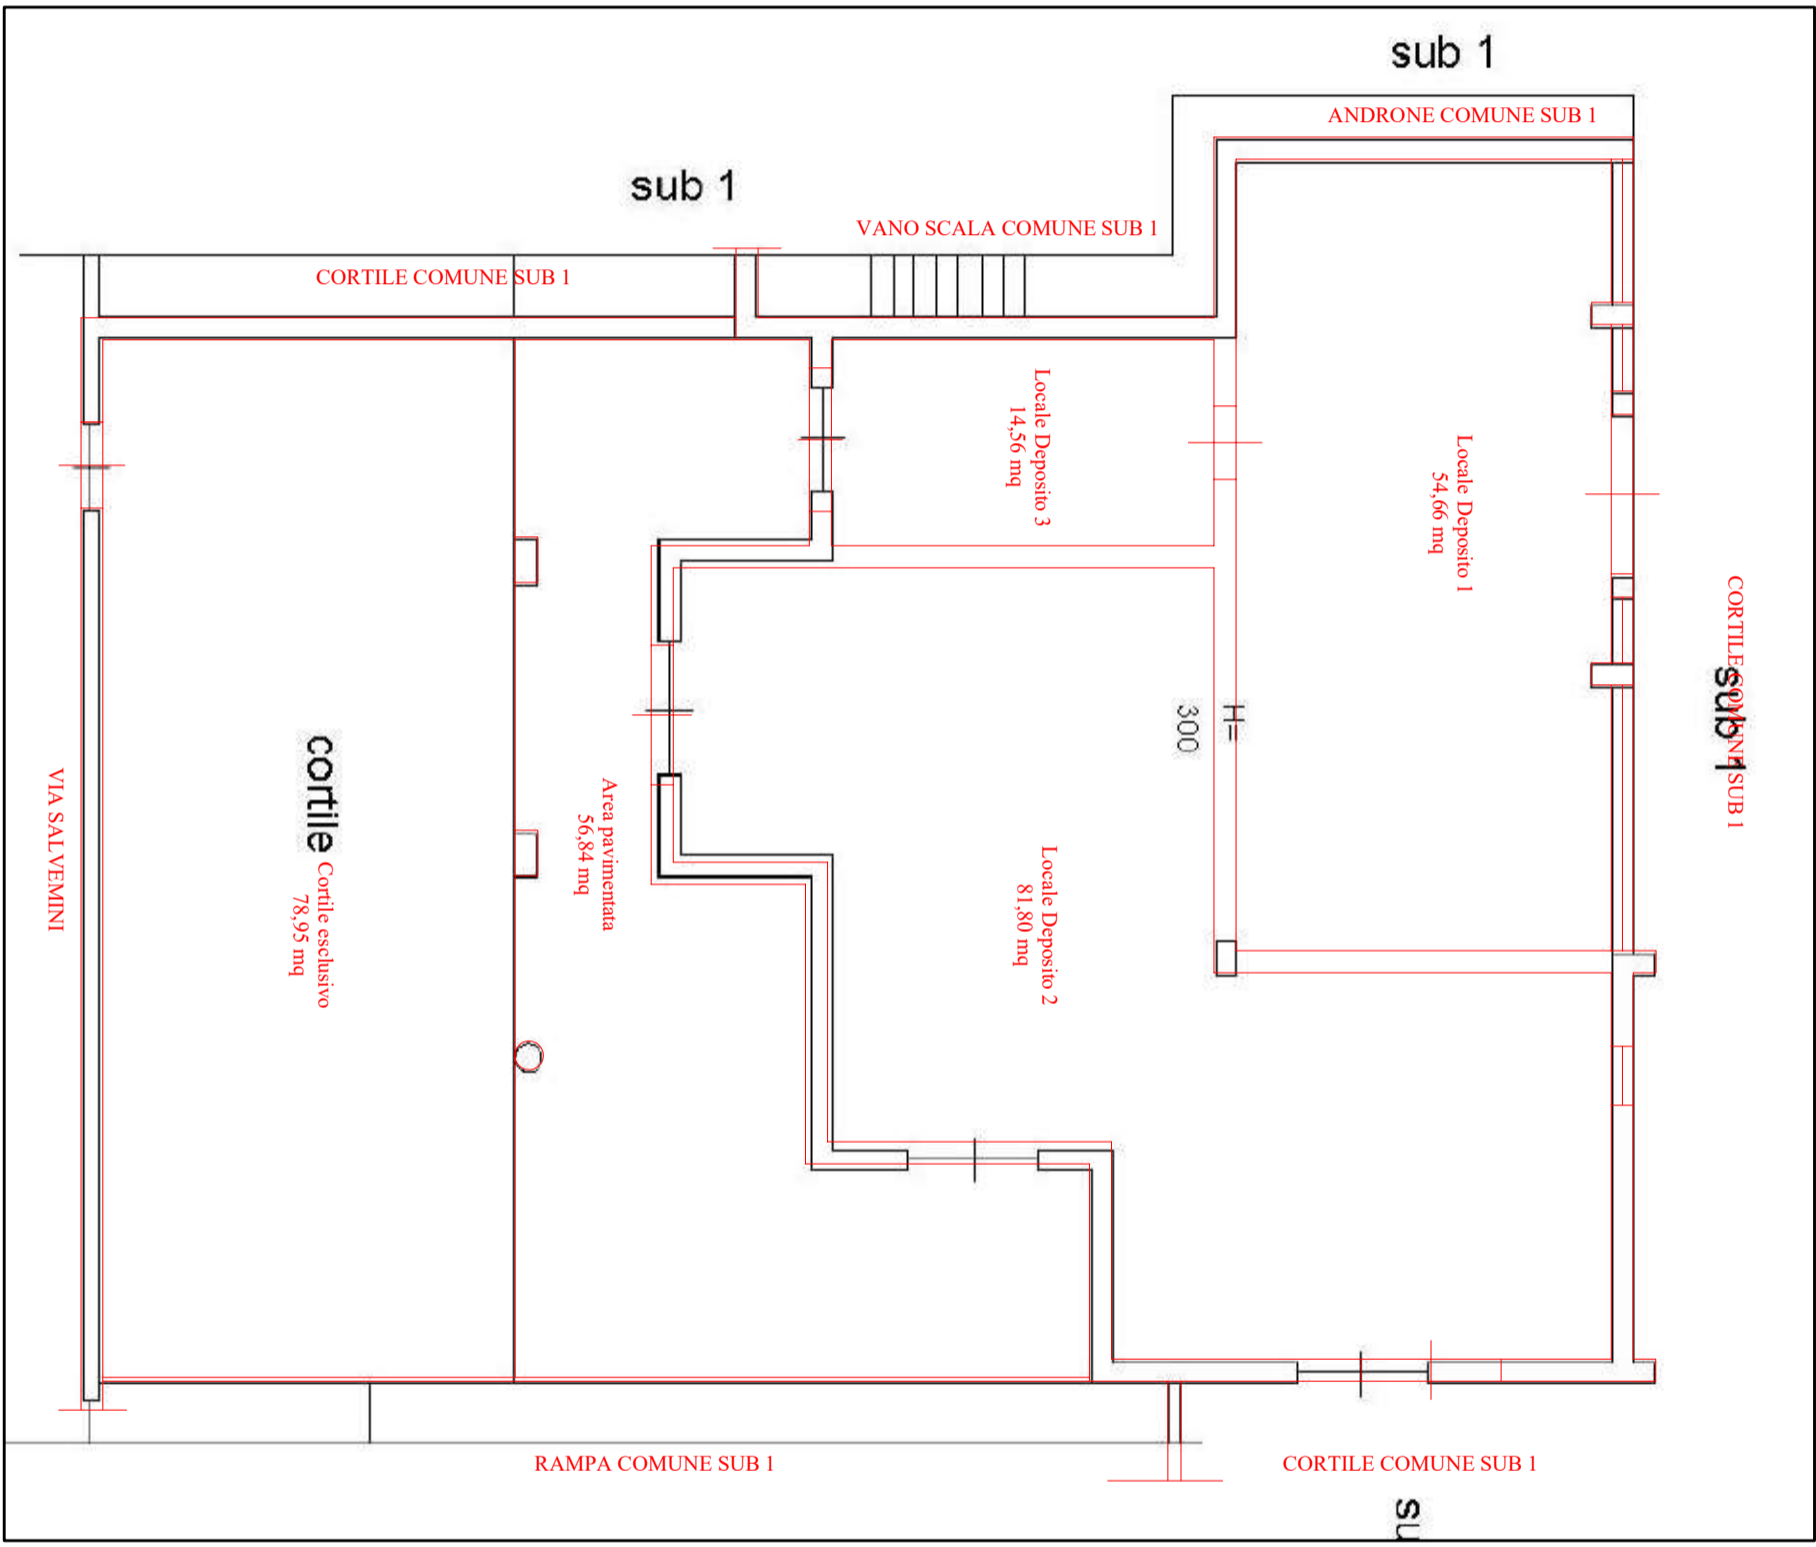 sub 1
ANDRONE COMUNE SUB 1
sub 1
VANO SCALA COMUNE SUB 1
CORTILE COMUNE SUB 1
Locale Deposito 3
14,56 mq
Locale Deposito 1
54,66 mq
CORTILE COMUNE SUB 1
sub 1
H=
300
cortile
Cortile esclusivo
78,95 mq
VIA SALVEMINI
Area pavimentata
56,84 mq
Locale Deposito 2
81,80 mq
RAMPA COMUNE SUB 1
CORTILE COMUNE SUB 1
su